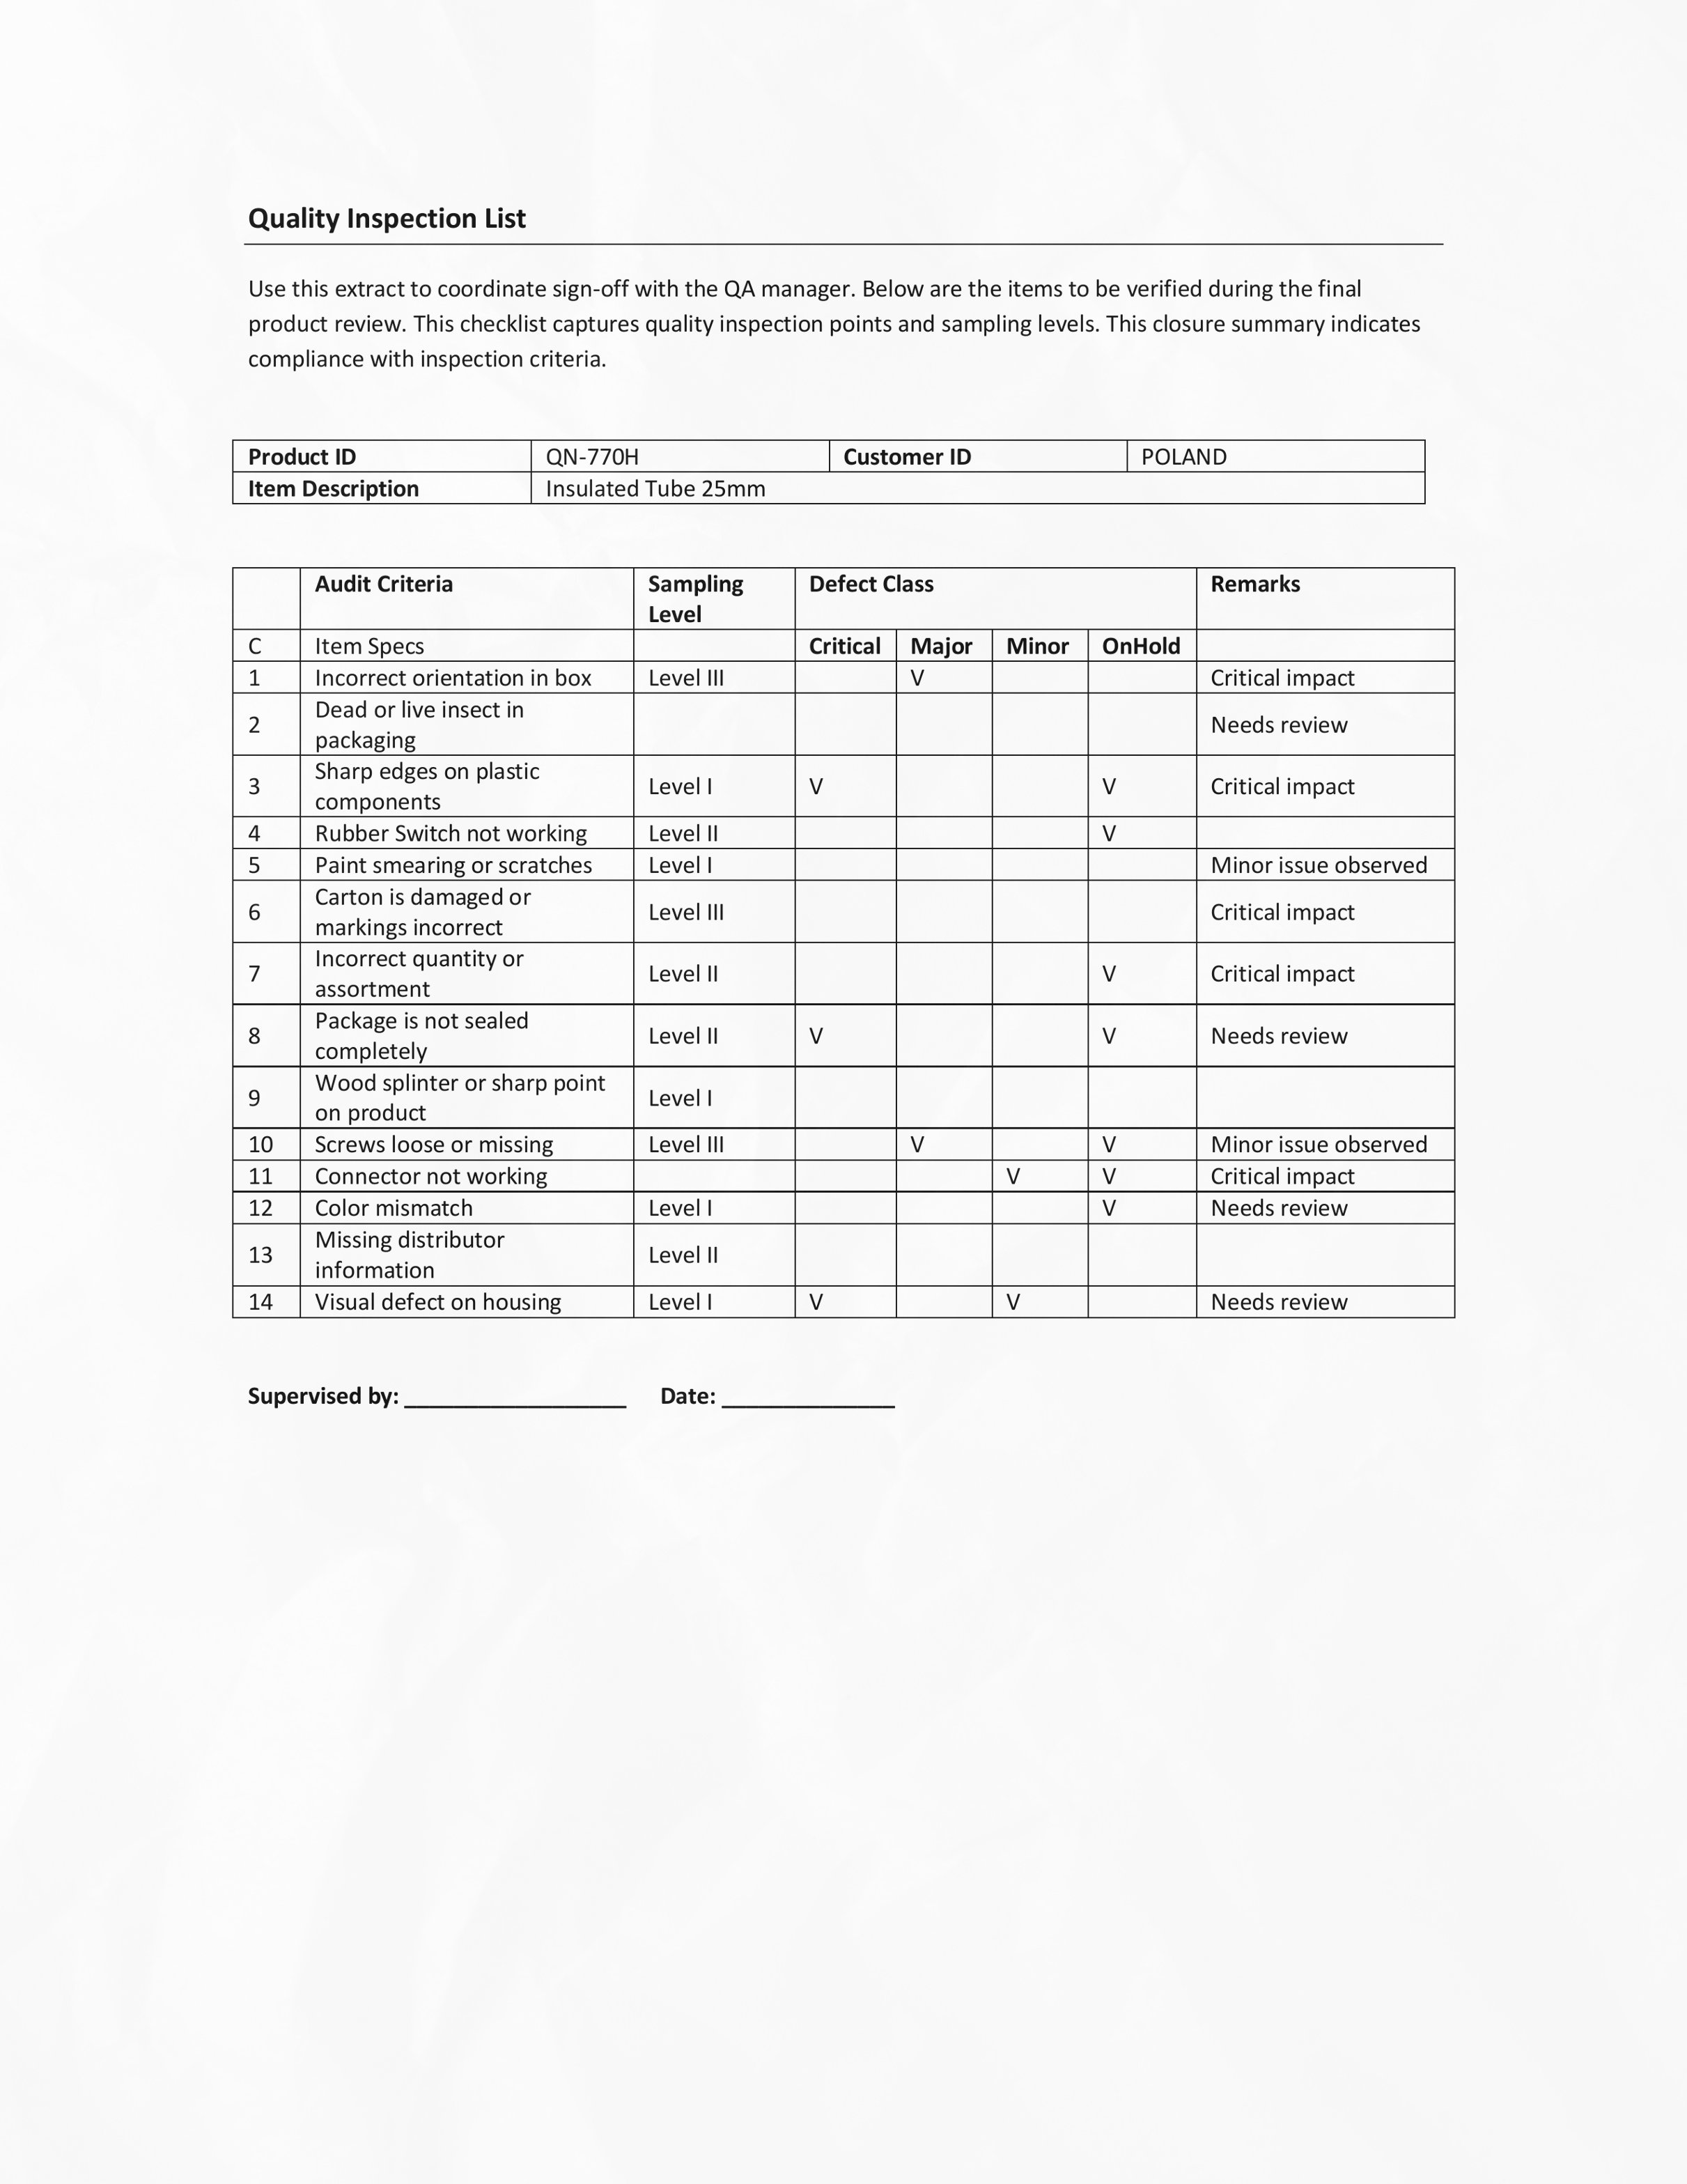 Quality Inspection List
Use this extract to coordinate sign-off with the QA manager. Below are the items to be verified during the final
product review. This checklist captures quality inspection points and sampling levels. This closure summary indicates
compliance with inspection criteria.
Product ID QN-770H Customer ID POLAND
Item Description Insulated Tube 25mm
Audit Criteria Sampling Level Defect Class Remarks
C Item Specs Critical Major Minor OnHold
1 Incorrect orientation in box Level III V Critical impact
2 Dead or live insect in packaging Needs review
3 Sharp edges on plastic components Level I V V Critical impact
4 Rubber Switch not working Level II V
5 Paint smearing or scratches Level I Minor issue observed
6 Carton is damaged or markings incorrect Level III Critical impact
7 Incorrect quantity or assortment Level II V Critical impact
8 Package is not sealed completely Level II V V Needs review
9 Wood splinter or sharp point on product Level I
10 Screws loose or missing Level III V V Minor issue observed
11 Connector not working V V Critical impact
12 Color mismatch Level I V Needs review
13 Missing distributor information Level II
14 Visual defect on housing Level I V V Needs review
Supervised by: __________________ Date: ______________